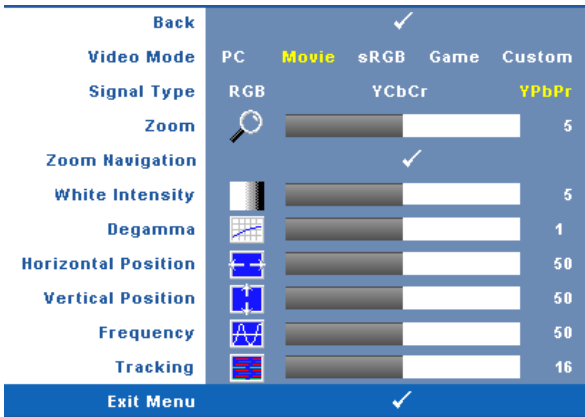 Back
Video Mode PC Movie sRGB Game Custom
Signal Type RGB YCbCr YPbPr
Zoom 5
Zoom Navigation
White Intensity 5
Degamma 1
Horizontal Position 50
Vertical Position 50
Frequency 50
Tracking 16
Exit Menu